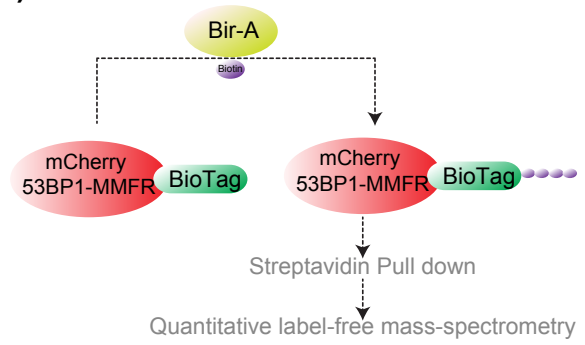 Bir-A
Biotin
mCherry
53BP1-MMFR
BioTag
mCherry
53BP1-MMFR
BioTag
Streptavidin Pull down
Quantitative label-free mass-spectrometry